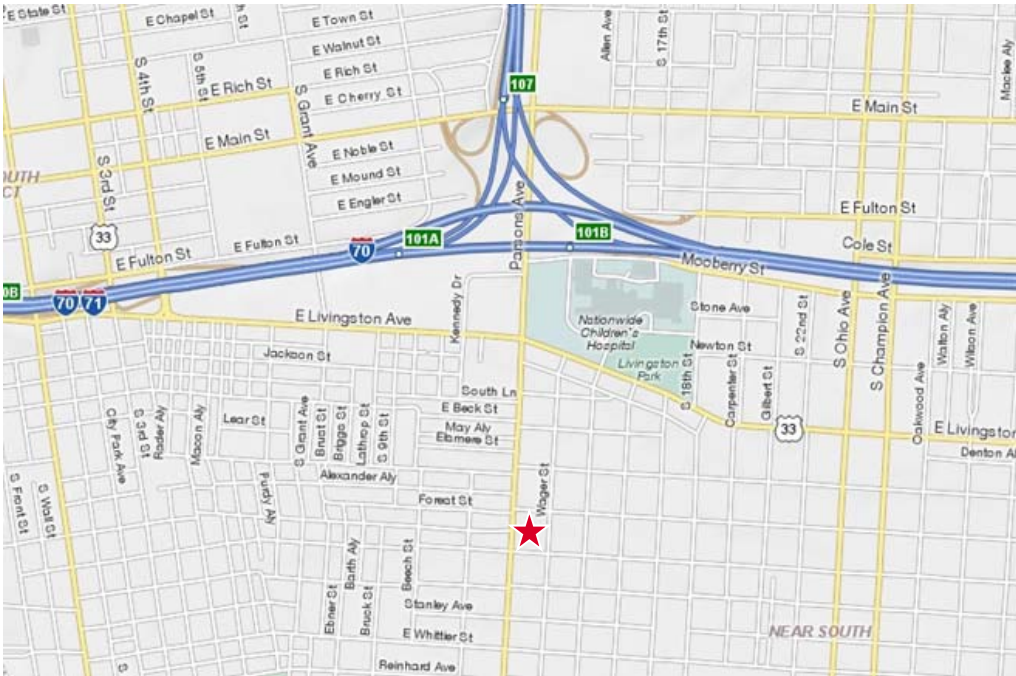 E State St
E Chapel St
E Town St
E Walnut St
E Rich St
E Cherry St
E Rich St
S 4th St
S 5th St
S Grant Ave
E Main St
E Noble St
E Mound St
E Engler St
S 3rd St
33
E Fulton St
E Fulton St
107
Allen Ave
S 17th St
Maclee Aly
E Main St
E Fulton St
Cole St
Parsons Ave
101A
101B
70
70
71
0B
Mooberry St
Kennedy Dr
E Livingston Ave
Jackson St
Nationwide
Children's
Hospital
Livingston
Park
Stone Ave
Newton St
S 22nd St
S Ohio Ave
S Champion Ave
Walton Aly
Wilson Ave
S 18th St
Carpenter St
Gilbert St
33
Oakwood Ave
E Livingston
Denton Al
South Ln
E Beck St
May Aly
Elsmere St
City Park Ave
S 3rd St
Rader Aly
Macon Aly
Lear St
S Grant Ave
Brust St
Briggs St
Lathrop St
S 9th St
Alexander Aly
Forest St
Purdy Aly
S Front St
S Wall St
Wager St
Barth Aly
Beech St
Ebner St
Bruck St
Stanley Ave
E Whittier St
Reinhard Ave
NEAR SOUTH
S